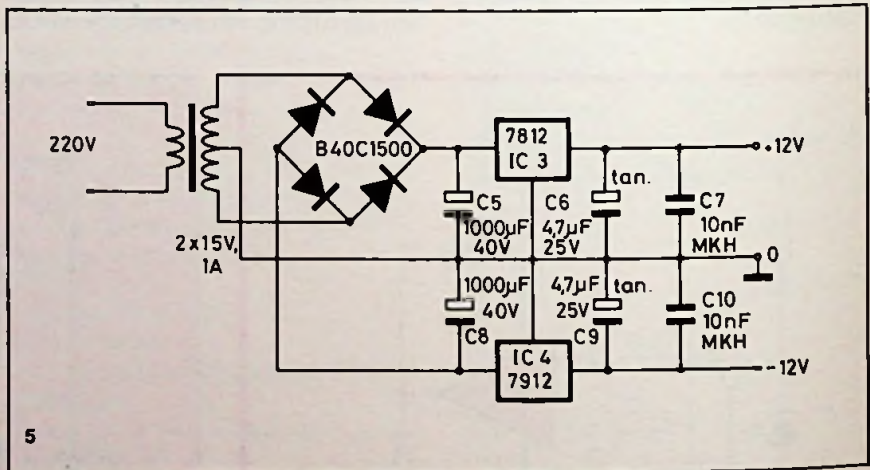 220V
2x15V,
1A
B40C1500
7812
IC 3
C5
1000µF
40V
C6
4,7µF
25V
tan.
C7
10nF
MKH
+12V
0
1000µF
40V
C8
4,7µF
25V
tan.
C9
C10
10nF
MKH
IC 4
7912
-12V
5